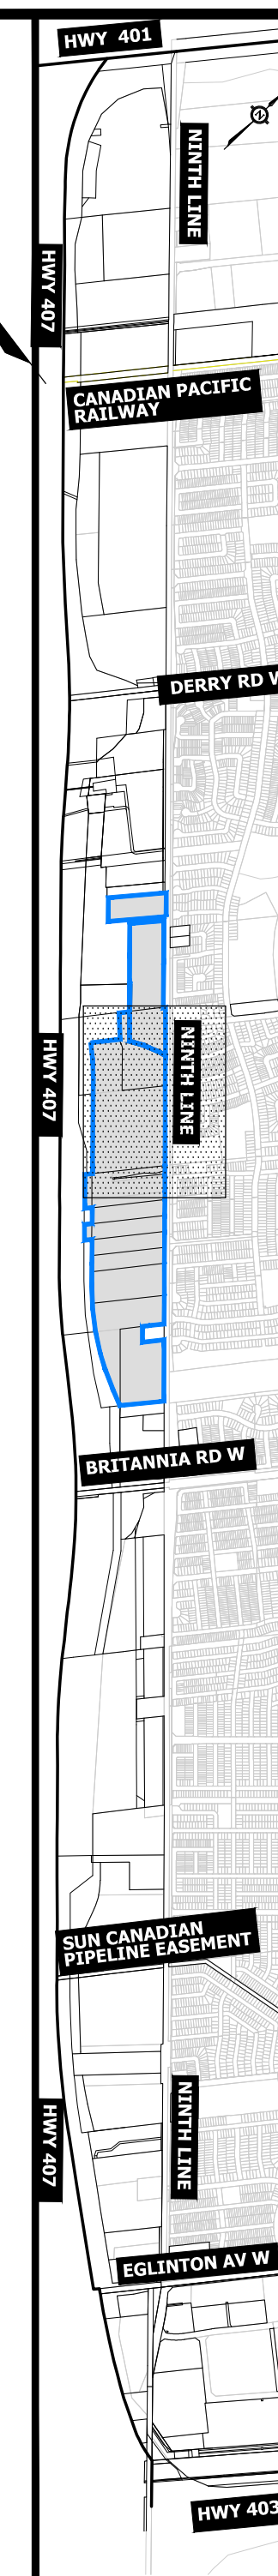 HWY 401
NINTH LINE
HWY 407
CANADIAN PACIFIC
RAILWAY
DERRY RD W
HWY 407
NINTH LINE
BRITANNIA RD W
SUN CANADIAN
PIPELINE EASEMENT
NINTH LINE
HWY 407
EGLINTON AV W
HWY 403